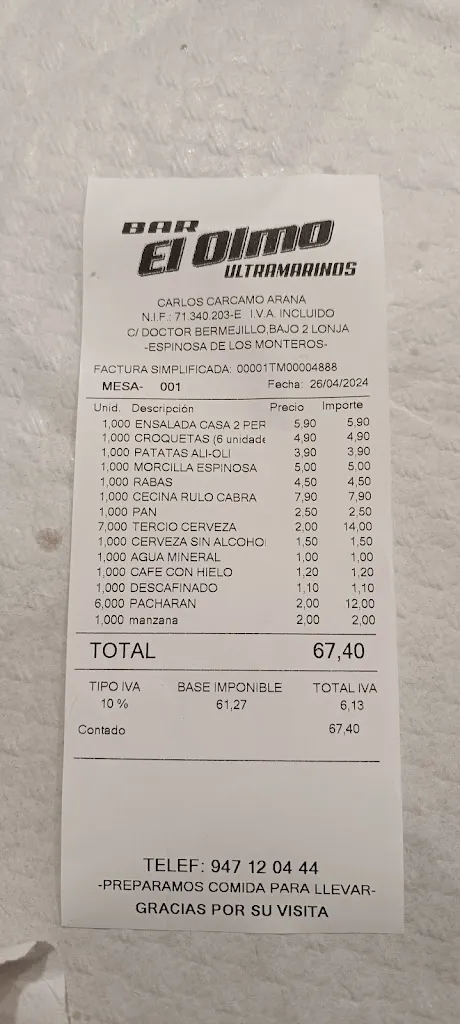 BAR
El Olmo
ULTRAMARINOS
CARLOS CARCAMO ARANA
N.I.F.: 71.340.203-E I.V.A. INCLUIDO
C/ DOCTOR BERMEJILLO,BAJO 2 LONJA
-ESPINOSA DE LOS MONTEROS-
FACTURA SIMPLIFICADA: 00001TM00004888
MESA- 001 Fecha: 26/04/2024
Unid. Descripción Precio Importe
1,000 ENSALADA CASA 2 PER 5,90 5,90
1,000 CROQUETAS (6 unidade 4,90 4,90
1,000 PATATAS ALI-OLI 3,90 3,90
1,000 MORCILLA ESPINOSA 5,00 5,00
1,000 RABAS 4,50 4,50
1,000 CECINA RULO CABRA 7,90 7,90
1,000 PAN 2,50 2,50
7,000 TERCIO CERVEZA 2,00 14,00
1,000 CERVEZA SIN ALCOHOI 1,50 1,50
1,000 AGUA MINERAL 1,00 1,00
1,000 CAFE CON HIELO 1,20 1,20
1,000 DESCAFINADO 1,10 1,10
6,000 PACHARAN 2,00 12,00
1,000 manzana 2,00 2,00
TOTAL 67,40
TIPO IVA BASE IMPONIBLE TOTAL IVA
10 % 61,27 6,13
Contado 67,40
TELEF: 947 12 04 44
-PREPARAMOS COMIDA PARA LLEVAR-
GRACIAS POR SU VISITA